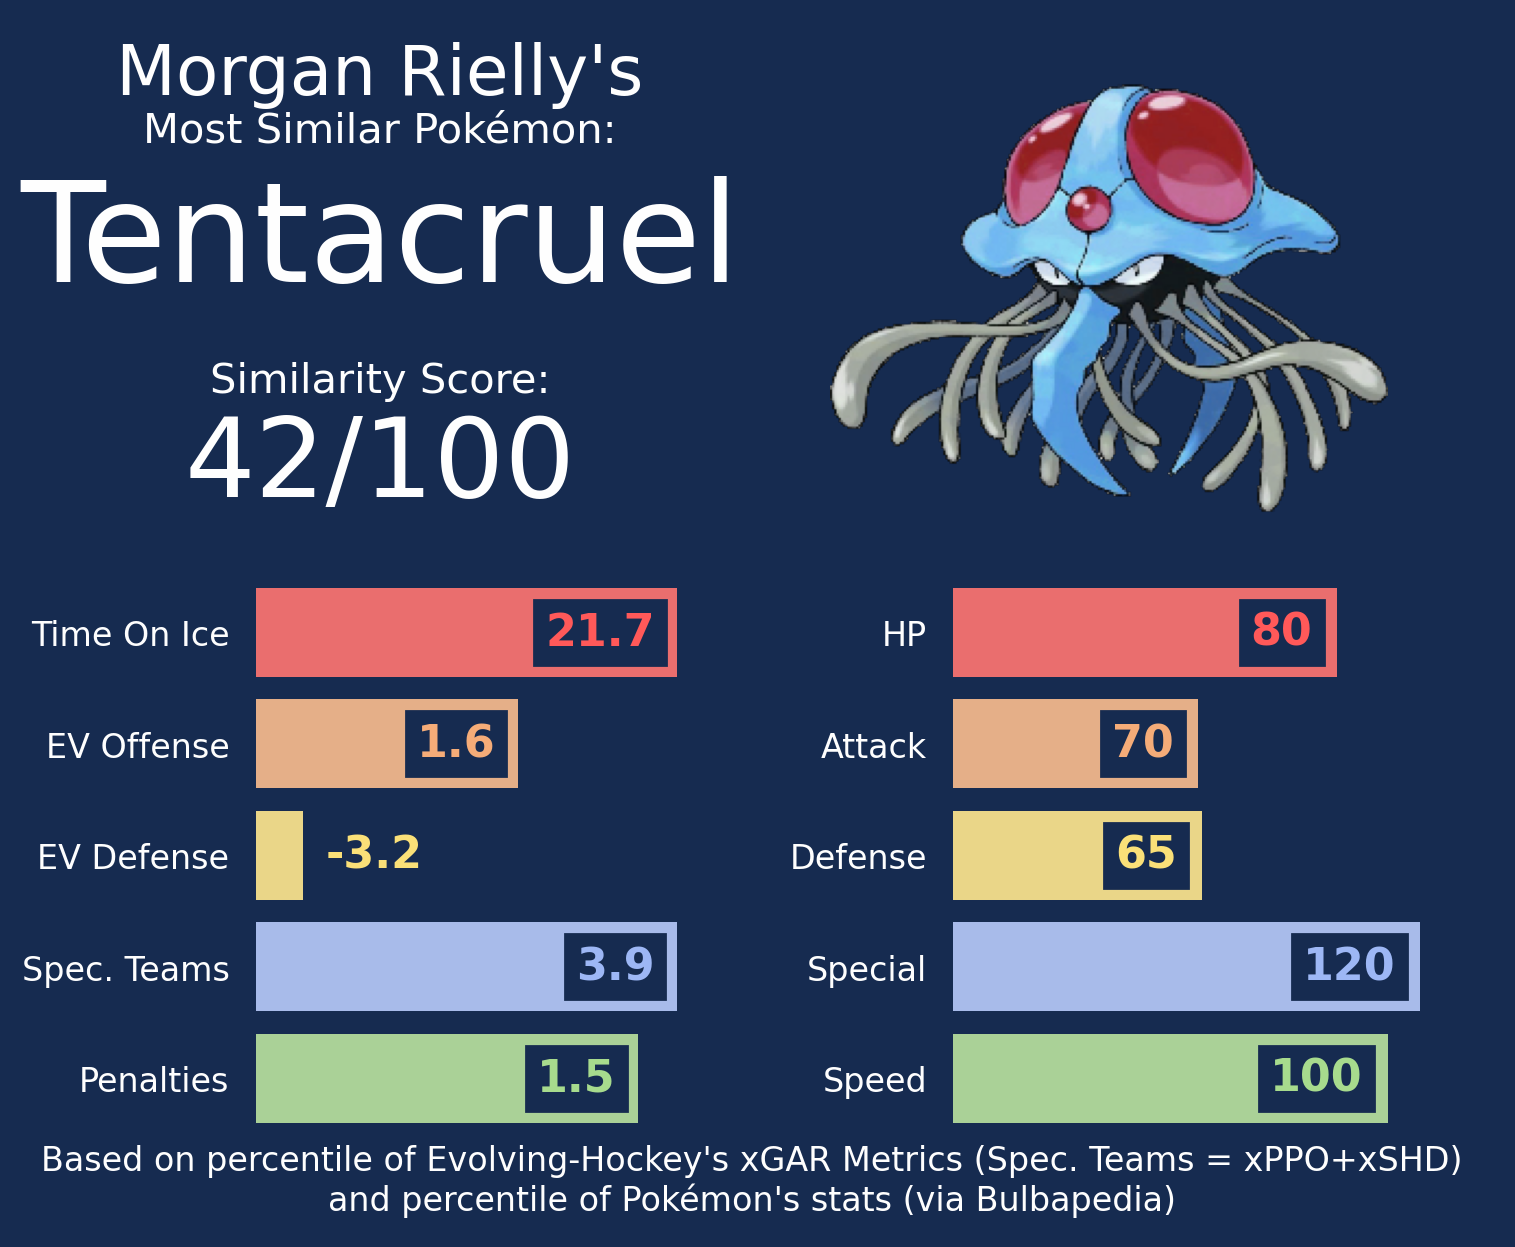 Morgan Rielly's
Most Similar Pokémon:
Tentacruel
Similarity Score:
42/100
Time On Ice 21.7
EV Offense 1.6
EV Defense -3.2
Spec. Teams 3.9
Penalties 1.5
HP 80
Attack 70
Defense 65
Special 120
Speed 100
Based on percentile of Evolving-Hockey's xGAR Metrics (Spec. Teams = xPPO+xSHD)
and percentile of Pokémon's stats (via Bulbapedia)